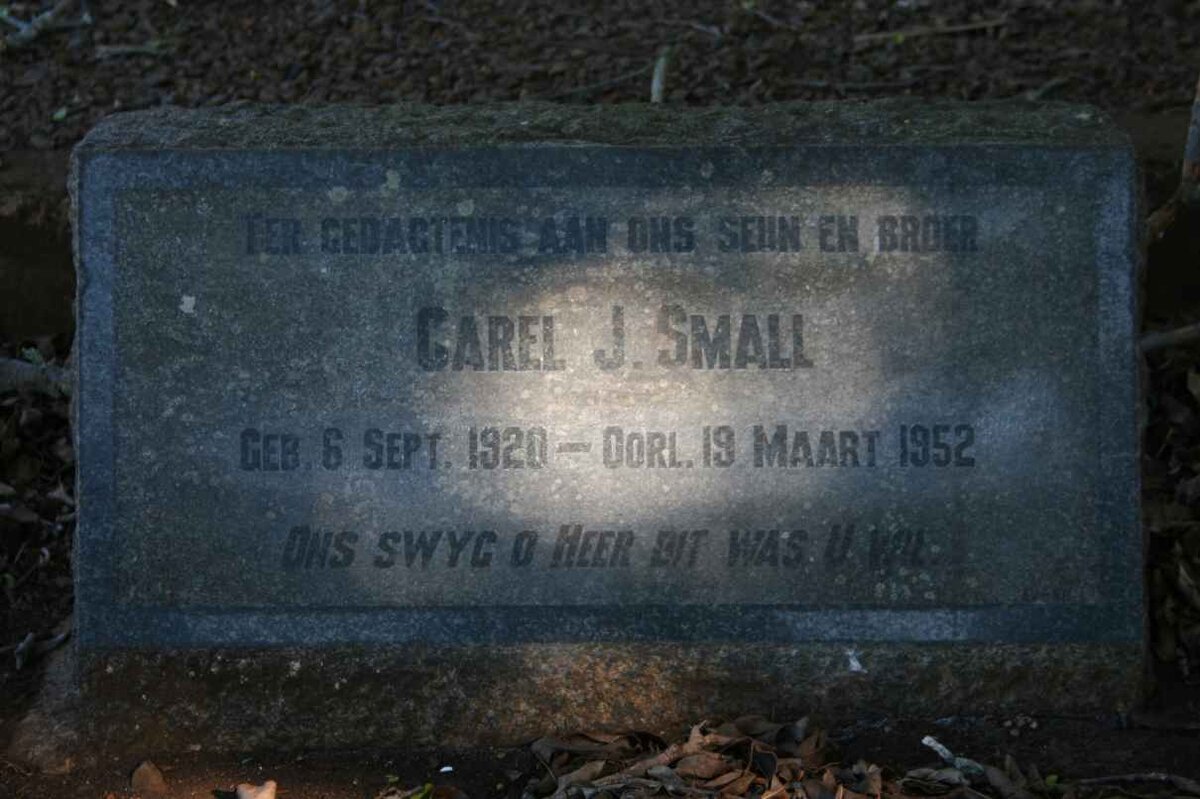 TER GEDAGTENIS AAN ONS SEUN EN BROER
CAREL J. SMALL
GEB. 6 SEPT. 1920 — OORL. 19 MAART 1952
ONS SWYG O HEER DIT WAS U WIL.